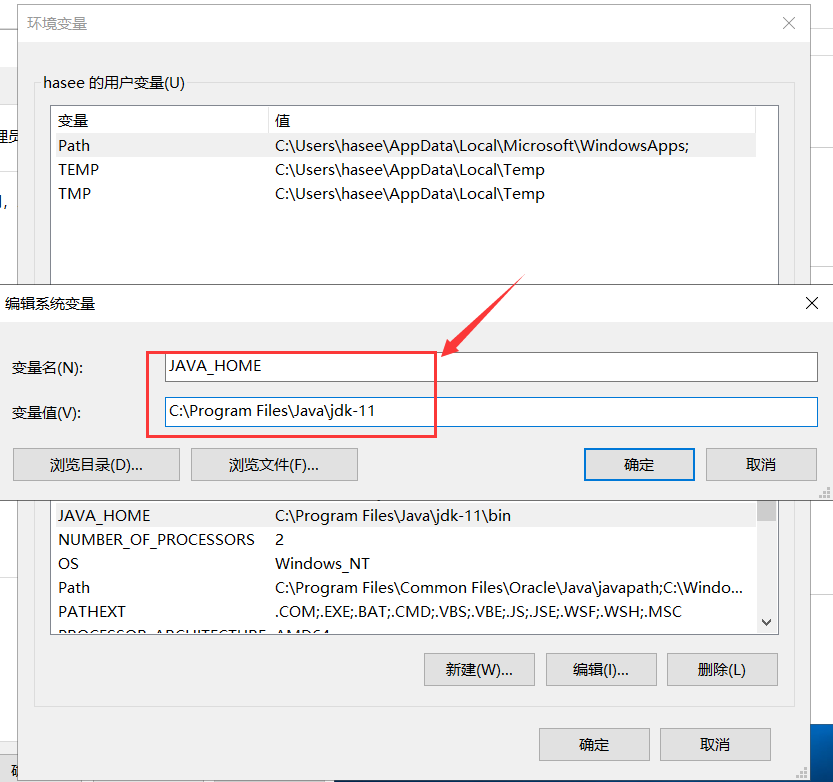 环境变量
hasee 的用户变量(U)
变量 值
Path C:\Users\hasee\AppData\Local\Microsoft\WindowsApps;
TEMP C:\Users\hasee\AppData\Local\Temp
TMP C:\Users\hasee\AppData\Local\Temp
编辑系统变量
变量名(N): JAVA_HOME
变量值(V): C:\Program Files\Java\jdk-11
浏览目录(D)... 浏览文件(F)... 确定 取消
JAVA_HOME C:\Program Files\Java\jdk-11\bin
NUMBER_OF_PROCESSORS 2
OS Windows_NT
Path C:\Program Files\Common Files\Oracle\Java\javapath;C:\Windo...
PATHEXT .COM;.EXE;.BAT;.CMD;.VBS;.VBE;.JS;.JSE;.WSF;.WSH;.MSC
PROCESSOR_ARCHITECTURE AMD64
新建(W)... 编辑(I)... 删除(L)
确定 取消